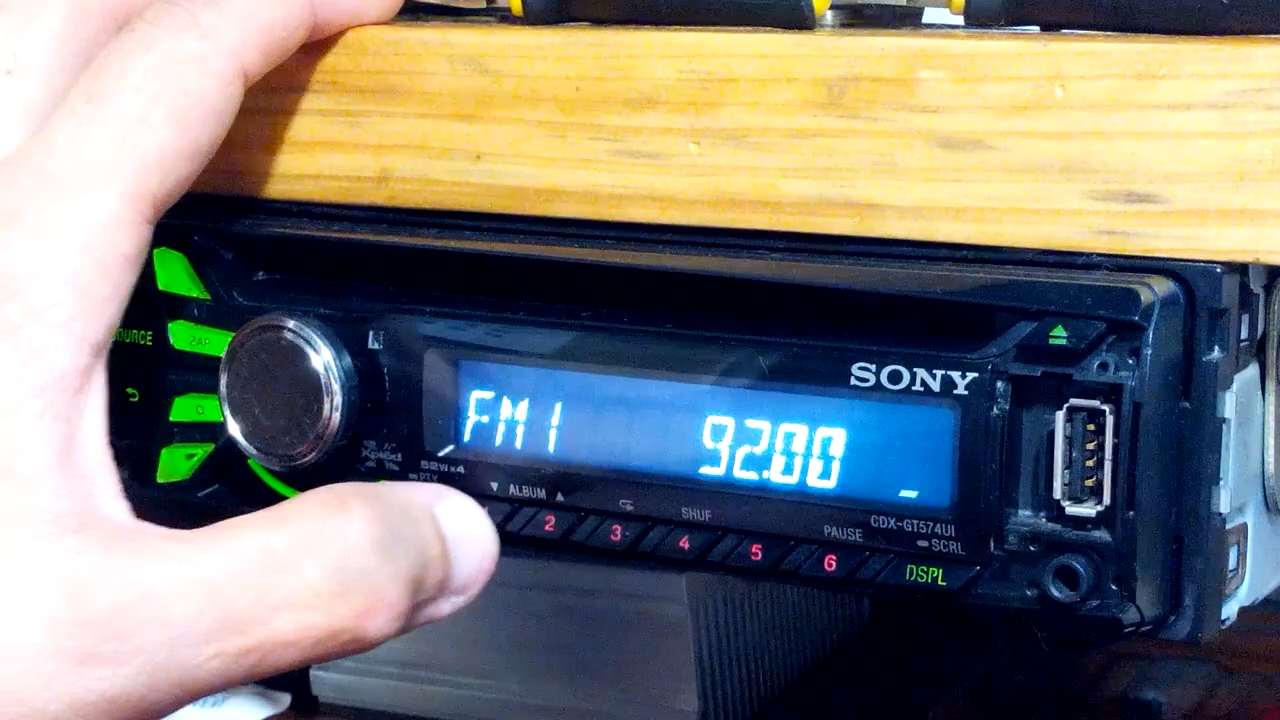 SOURCE
ZAP
SONY
FM1 92.00
Xplod
52W×4
PTY
▼ ALBUM ▲
SHUF
PAUSE
CDX-GT574UI
SCRL
2 3 4 5 6 DSPL